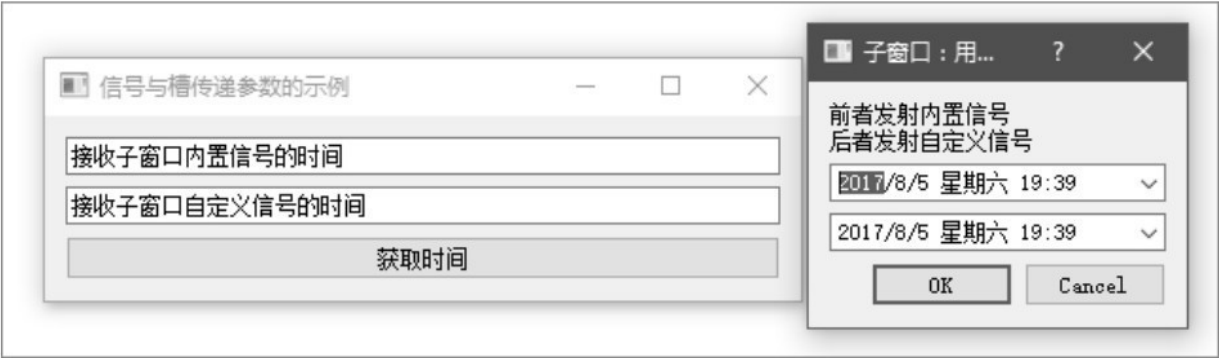 信号与槽传递参数的示例
接收子窗口内置信号的时间
接收子窗口自定义信号的时间
获取时间
子窗口：用... ?
前者发射内置信号
后者发射自定义信号
2017/8/5 星期六 19:39
2017/8/5 星期六 19:39
OK Cancel